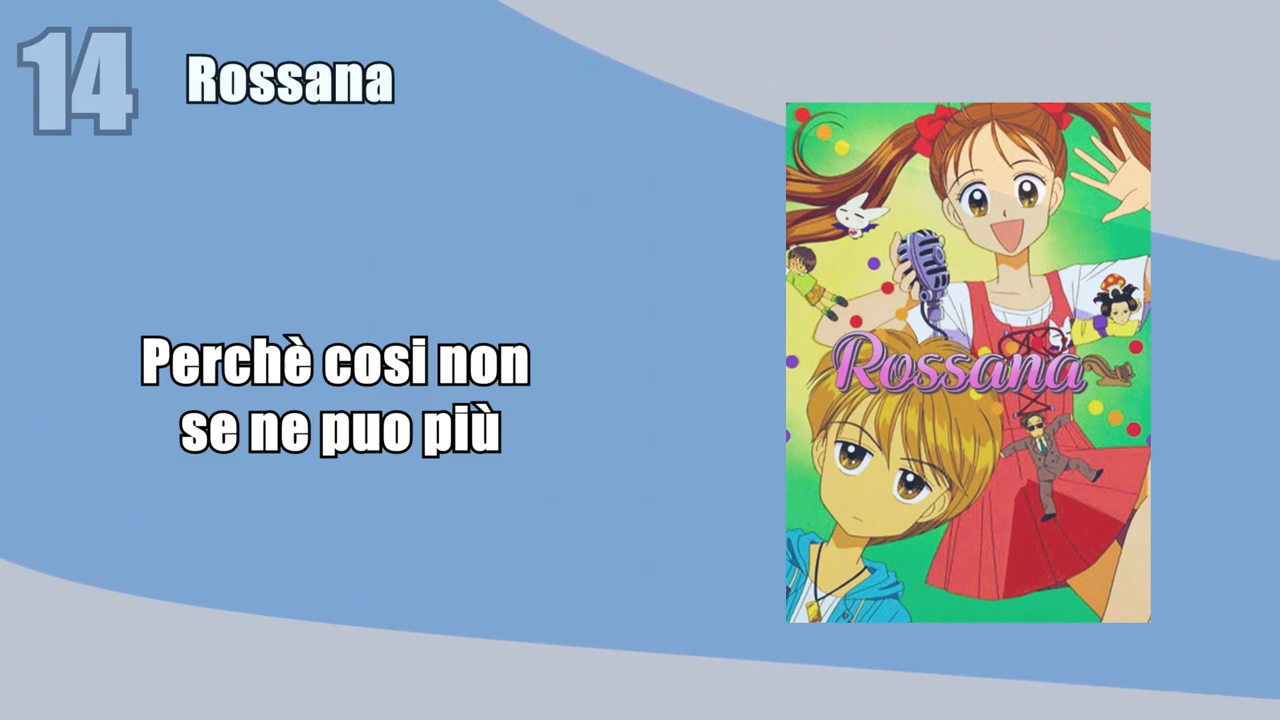 14
Rossana
Perchè cosi non
se ne puo più
Rossana